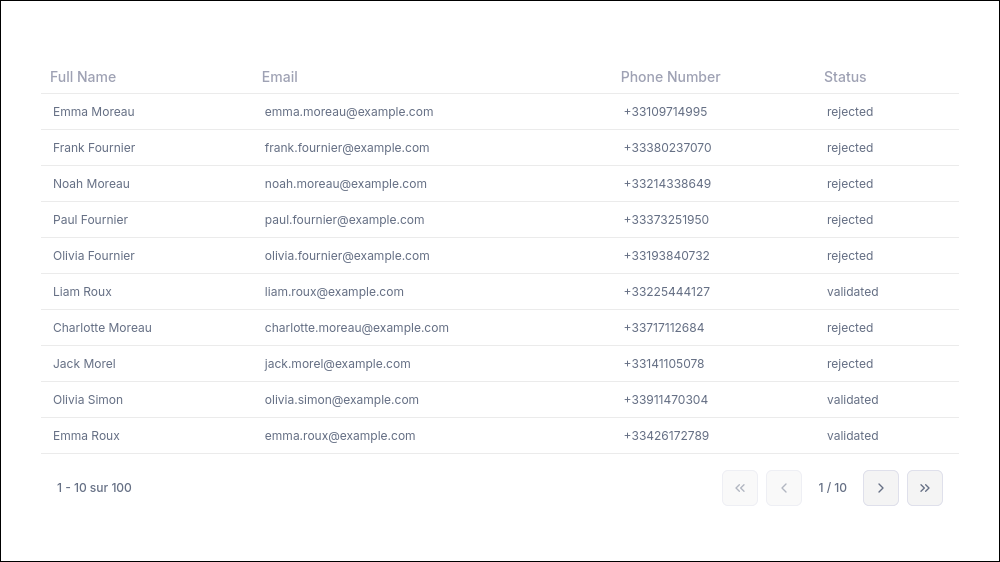 Full Name Email Phone Number Status
Emma Moreau emma.moreau@example.com +33109714995 rejected
Frank Fournier frank.fournier@example.com +33380237070 rejected
Noah Moreau noah.moreau@example.com +33214338649 rejected
Paul Fournier paul.fournier@example.com +33373251950 rejected
Olivia Fournier olivia.fournier@example.com +33193840732 rejected
Liam Roux liam.roux@example.com +33225444127 validated
Charlotte Moreau charlotte.moreau@example.com +33717112684 rejected
Jack Morel jack.morel@example.com +33141105078 rejected
Olivia Simon olivia.simon@example.com +33911470304 validated
Emma Roux emma.roux@example.com +33426172789 validated
1 - 10 sur 100 1 / 10